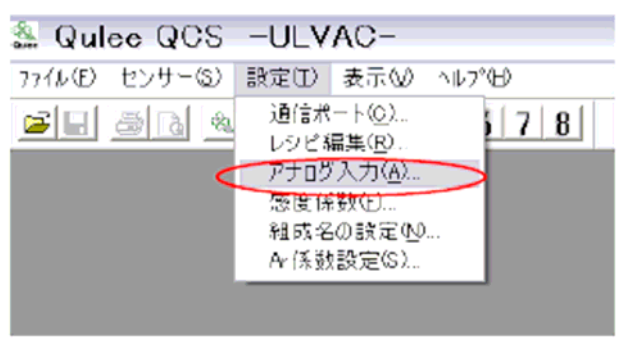 Qulee QCS -ULVAC-
ﾌｧｲﾙ(F) センサー(S) 設定(T) 表示(V) ﾍﾙﾌﾟ(H)
7 8
通信ポート(C)...
レシピ編集(R)...
アナログ入力(A)...
感度係数(E)...
組成名の設定(N)...
Ar係数設定(S)...